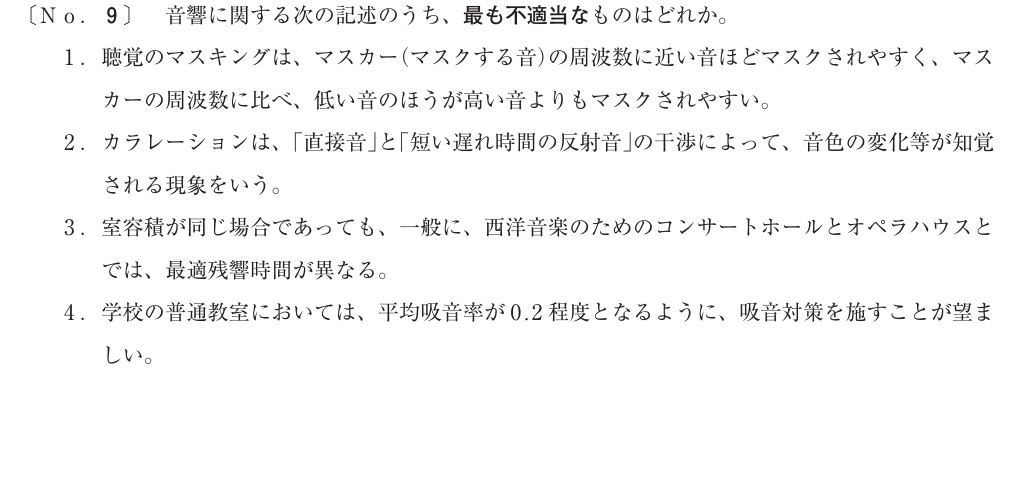 〔Ｎｏ．９〕　音響に関する次の記述のうち、最も不適当なものはどれか。
１．聴覚のマスキングは、マスカー(マスクする音)の周波数に近い音ほどマスクされやすく、マス
カーの周波数に比べ、低い音のほうが高い音よりもマスクされやすい。
２．カラレーションは、「直接音」と「短い遅れ時間の反射音」の干渉によって、音色の変化等が知覚
される現象をいう。
３．室容積が同じ場合であっても、一般に、西洋音楽のためのコンサートホールとオペラハウスと
では、最適残響時間が異なる。
４．学校の普通教室においては、平均吸音率が0.2程度となるように、吸音対策を施すことが望ま
しい。